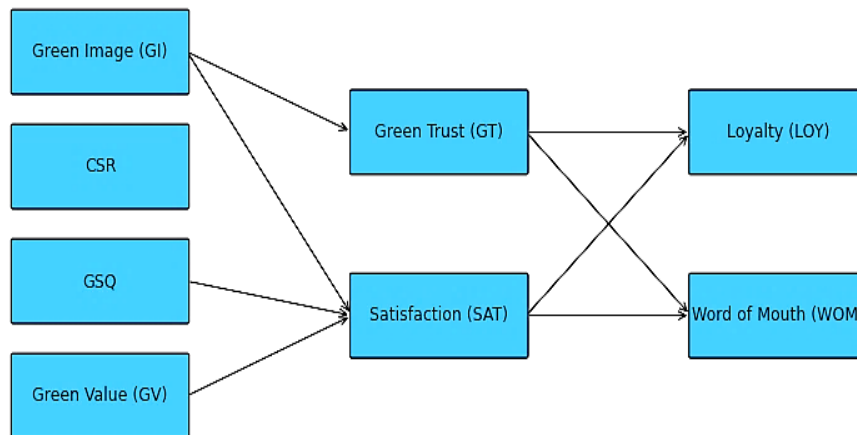 Green Image (GI)
CSR
GSQ
Green Value (GV)
Green Trust (GT)
Satisfaction (SAT)
Loyalty (LOY)
Word of Mouth (WOM